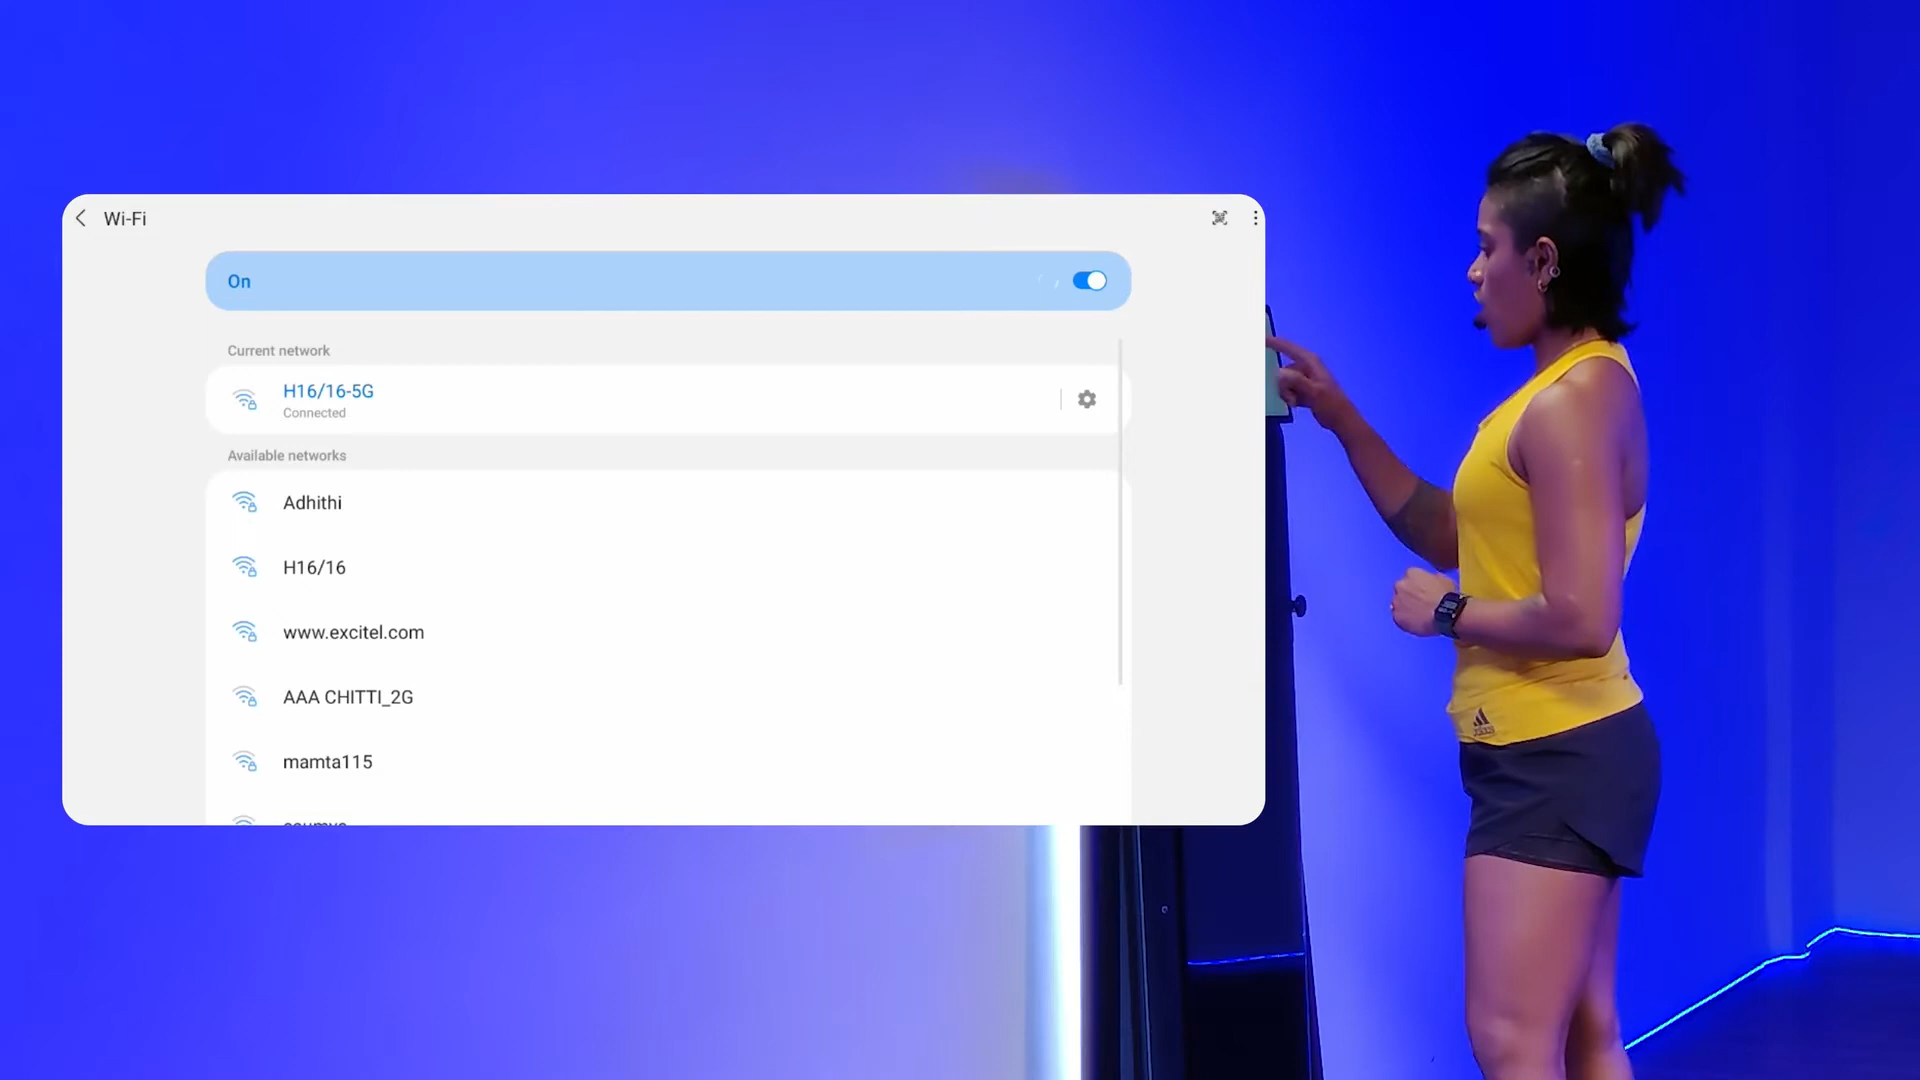 Wi-Fi
On
Current network
H16/16-5G
Connected
Available networks
Adhithi
H16/16
www.excitel.com
AAA CHITTI_2G
mamta115